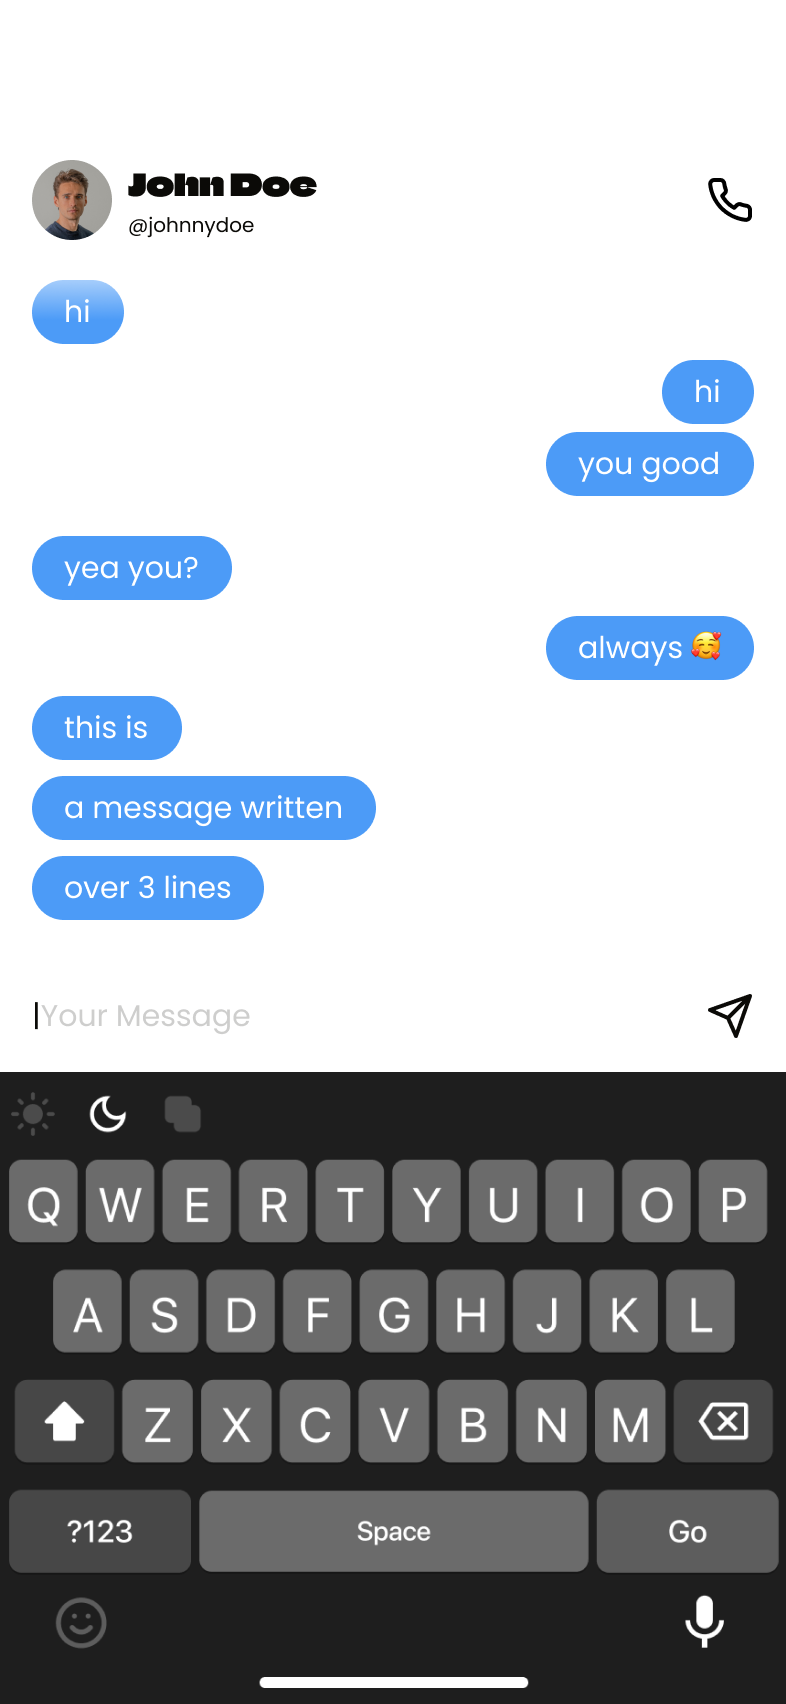 John Doe
@johnnydoe
hi
hi
you good
yea you?
always 🥰
this is
a message written
over 3 lines
Your Message
Q W E R T Y U I O P
A S D F G H J K L
Z X C V B N M
?123 Space Go